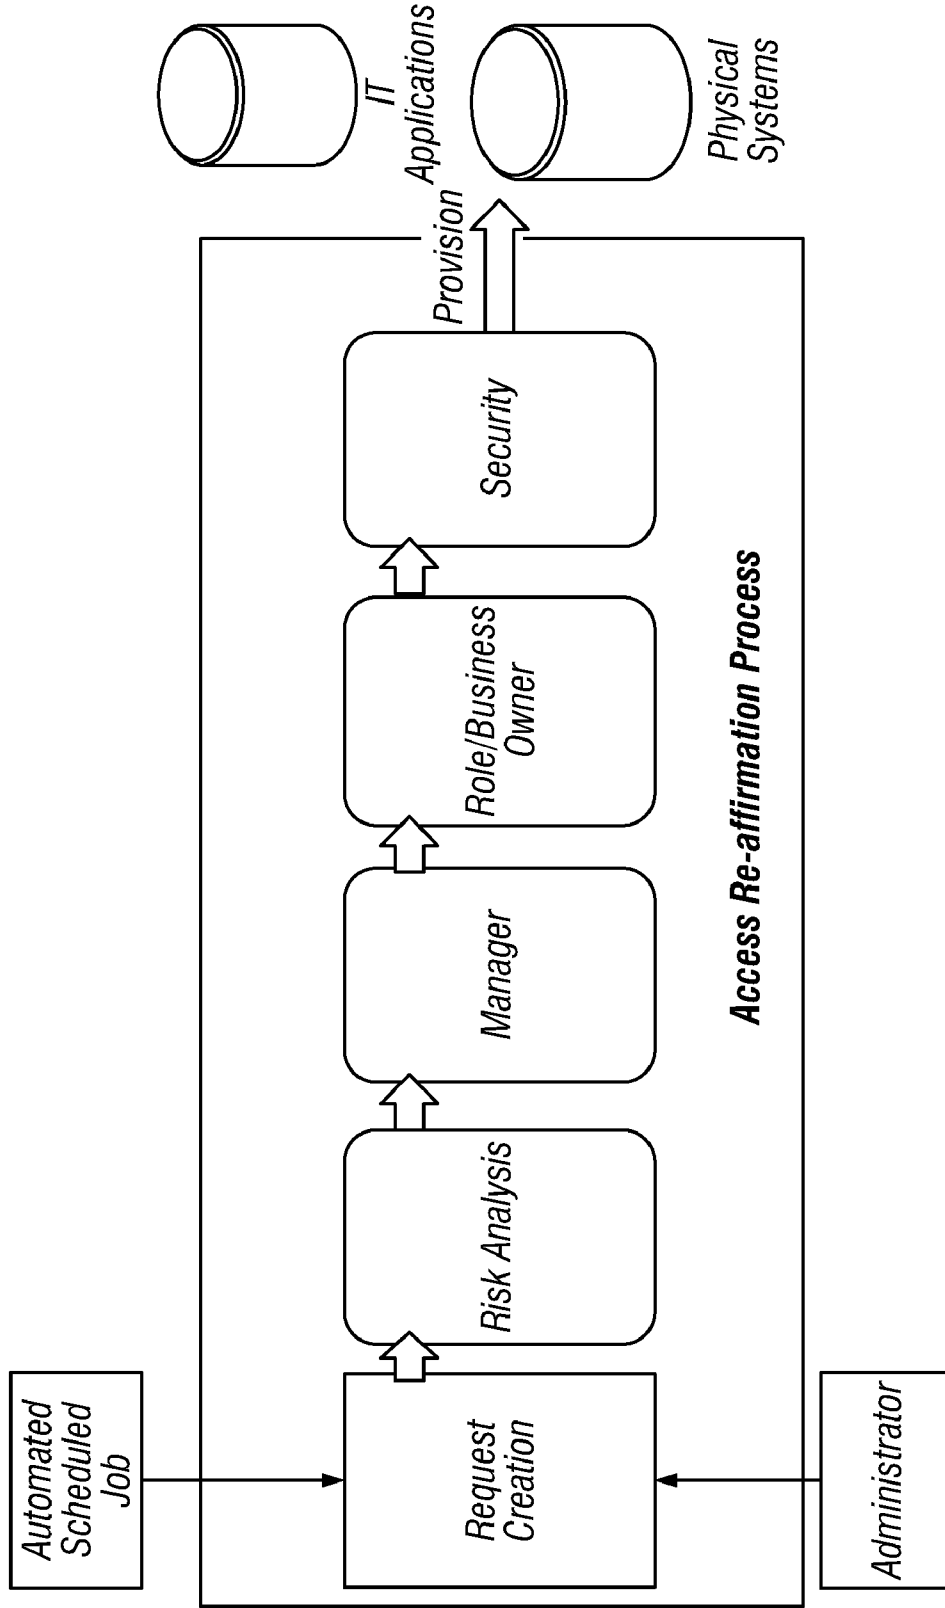 Automated
Scheduled
Job
Administrator
Request
Creation
Risk Analysis
Manager
Role/Business
Owner
Security
Provision
IT
Applications
Physical
Systems
Access Re-affirmation Process